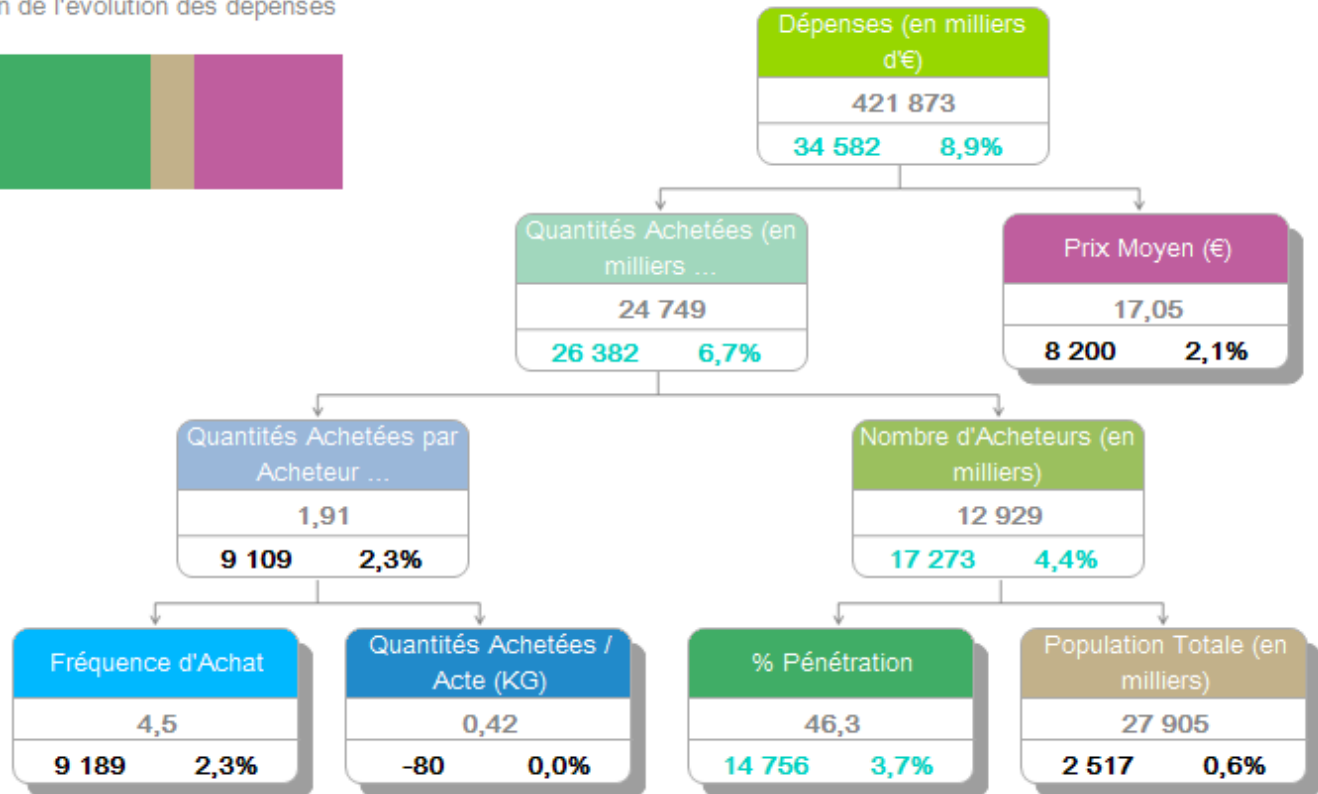 n de l'évolution des dépenses
Dépenses (en milliers
d'€)
421 873
34 582 8,9%
Quantités Achetées (en
milliers ...
24 749
26 382 6,7%
Prix Moyen (€)
17,05
8 200 2,1%
Quantités Achetées par
Acheteur ...
1,91
9 109 2,3%
Nombre d'Acheteurs (en
milliers)
12 929
17 273 4,4%
Fréquence d'Achat
4,5
9 189 2,3%
Quantités Achetées /
Acte (KG)
0,42
-80 0,0%
% Pénétration
46,3
14 756 3,7%
Population Totale (en
milliers)
27 905
2 517 0,6%